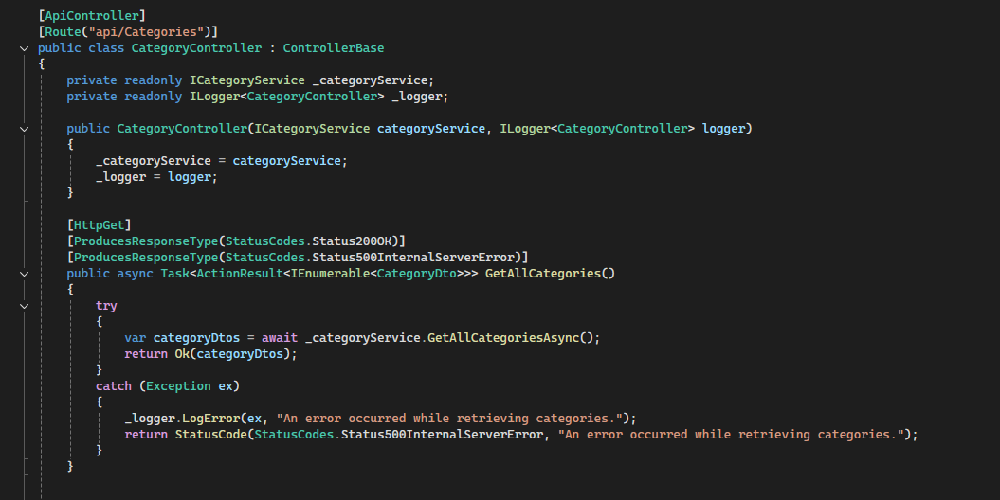 [ApiController]
[Route("api/Categories")]
public class CategoryController : ControllerBase
{
private readonly ICategoryService _categoryService;
private readonly ILogger<CategoryController> _logger;
public CategoryController(ICategoryService categoryService, ILogger<CategoryController> logger)
{
_categoryService = categoryService;
_logger = logger;
}
[HttpGet]
[ProducesResponseType(StatusCodes.Status200OK)]
[ProducesResponseType(StatusCodes.Status500InternalServerError)]
public async Task<ActionResult<IEnumerable<CategoryDto>>> GetAllCategories()
{
try
{
var categoryDtos = await _categoryService.GetAllCategoriesAsync();
return Ok(categoryDtos);
}
catch (Exception ex)
{
_logger.LogError(ex, "An error occurred while retrieving categories.");
return StatusCode(StatusCodes.Status500InternalServerError, "An error occurred while retrieving categories.");
}
}